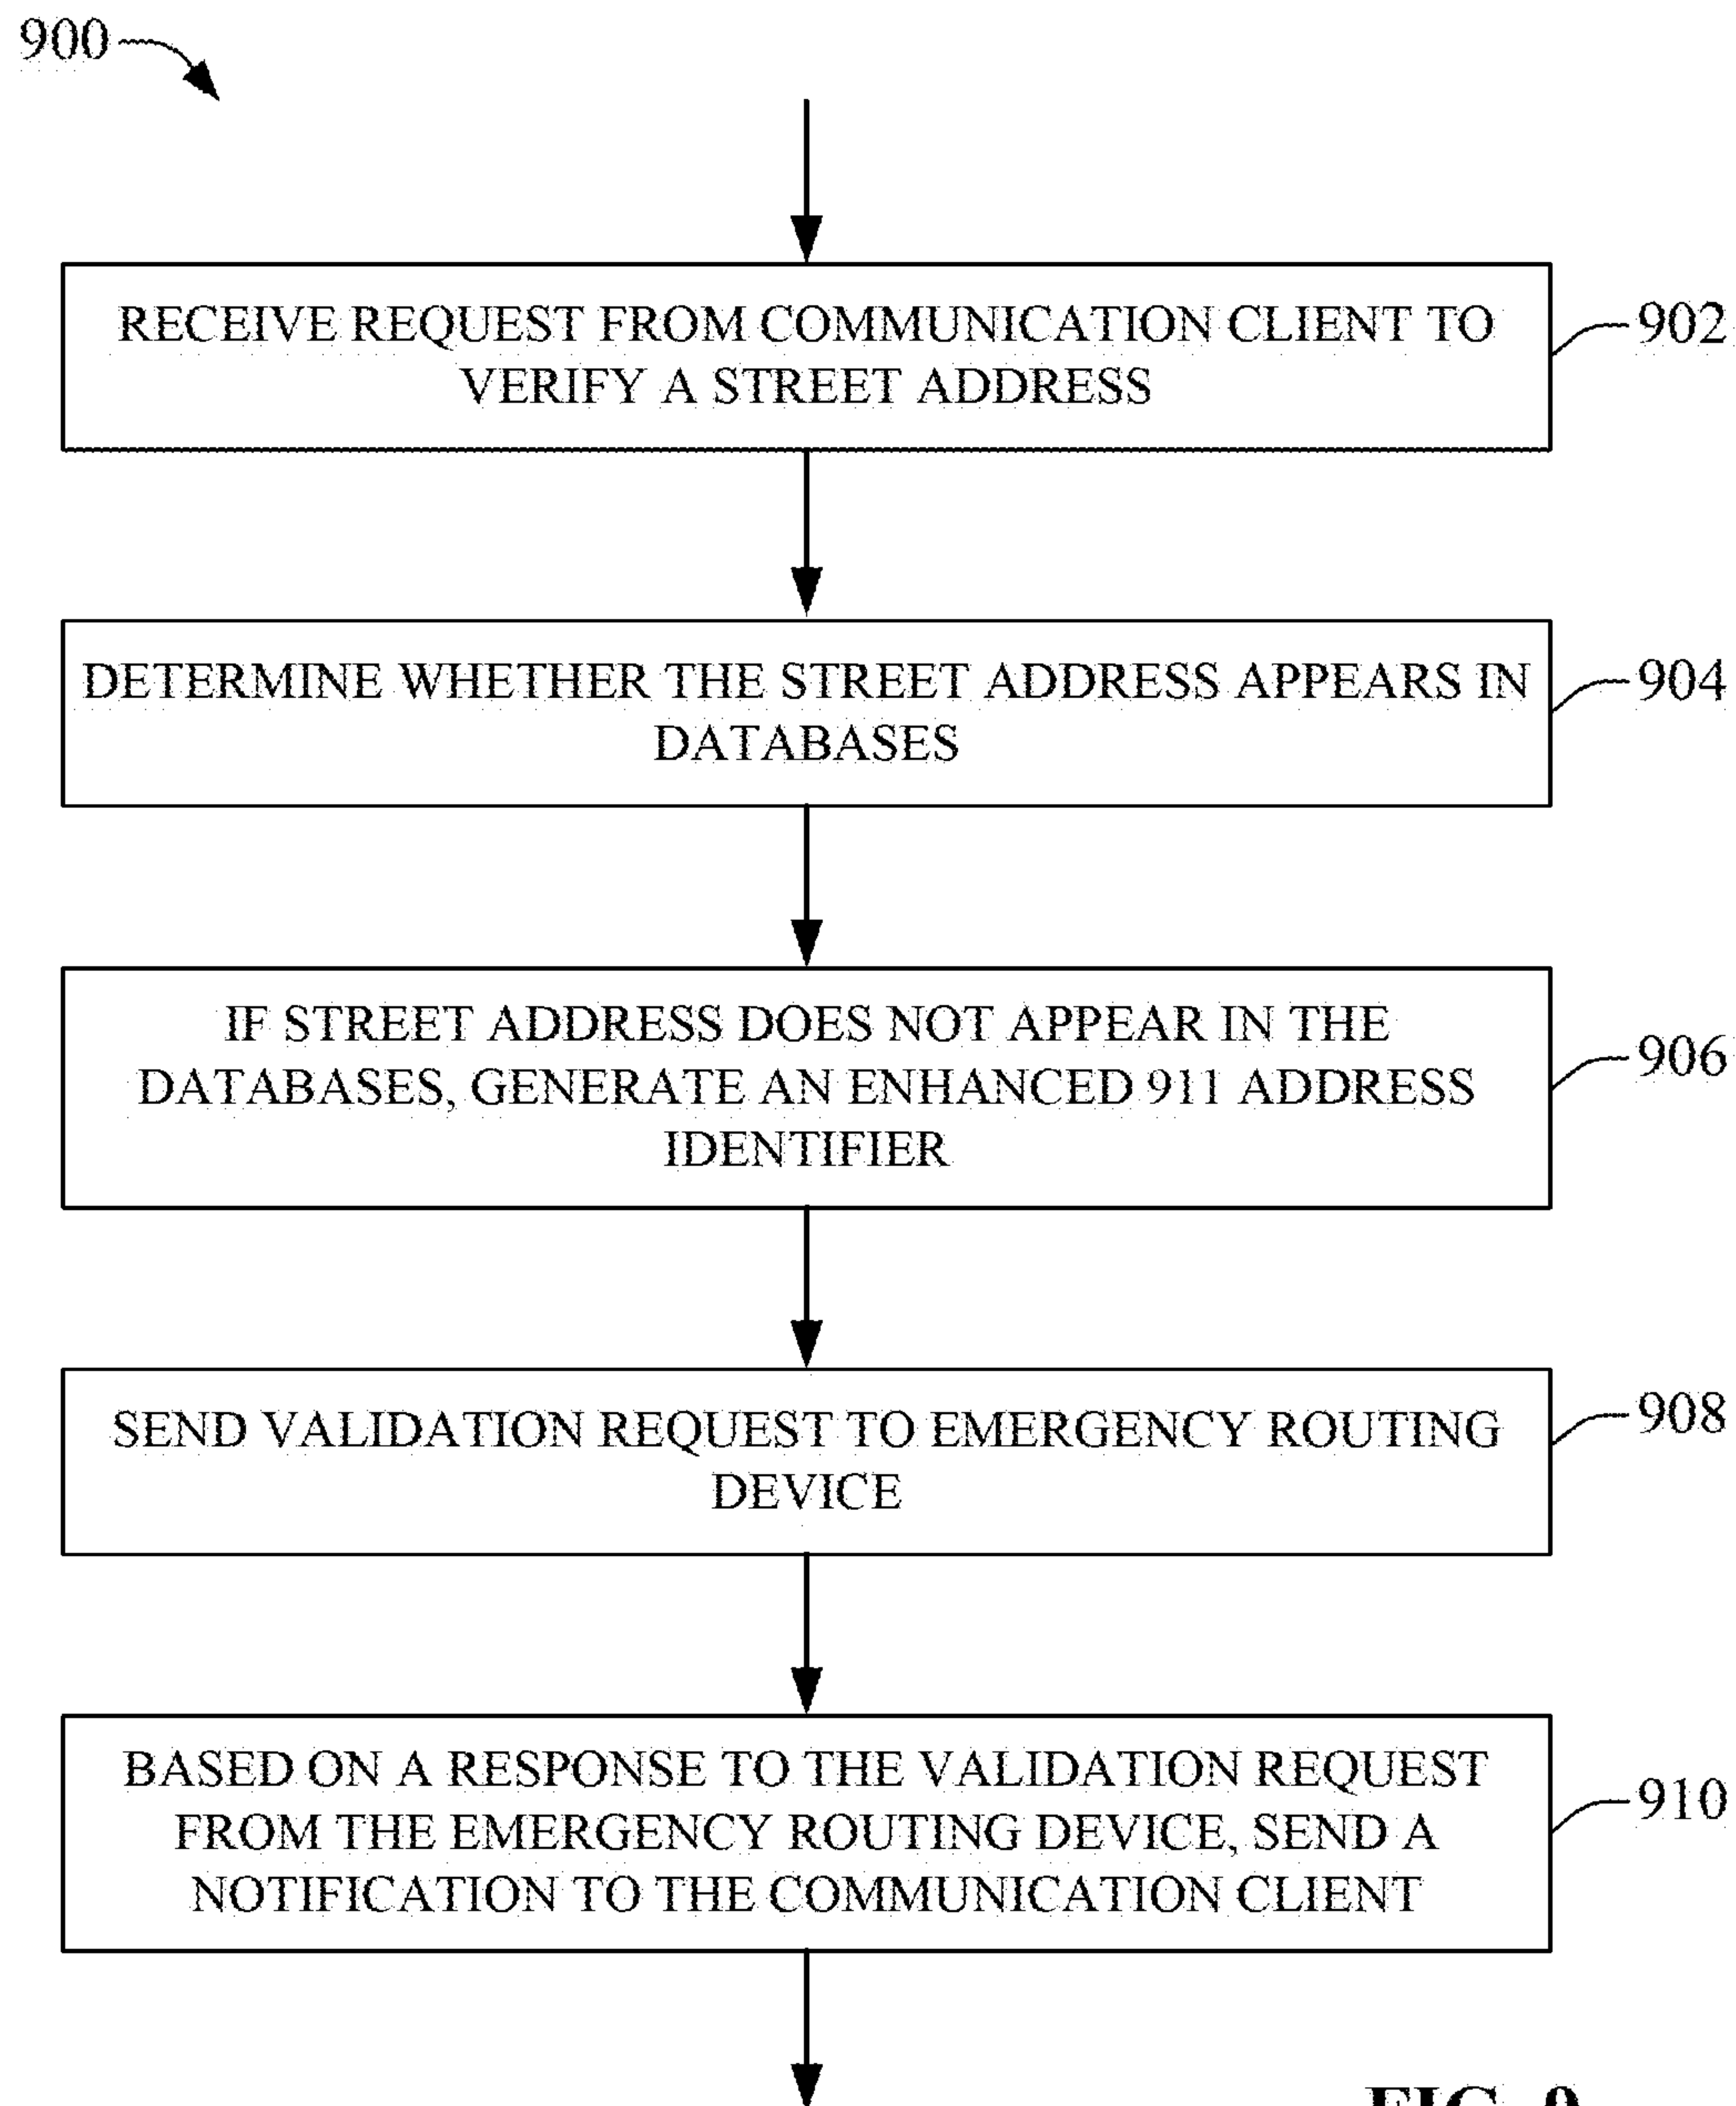 900
RECEIVE REQUEST FROM COMMUNICATION CLIENT TO
VERIFY A STREET ADDRESS
902
DETERMINE WHETHER THE STREET ADDRESS APPEARS IN
DATABASES
904
IF STREET ADDRESS DOES NOT APPEAR IN THE
DATABASES, GENERATE AN ENHANCED 911 ADDRESS
IDENTIFIER
906
SEND VALIDATION REQUEST TO EMERGENCY ROUTING
DEVICE
908
BASED ON A RESPONSE TO THE VALIDATION REQUEST
FROM THE EMERGENCY ROUTING DEVICE, SEND A
NOTIFICATION TO THE COMMUNICATION CLIENT
910
FIG. 9